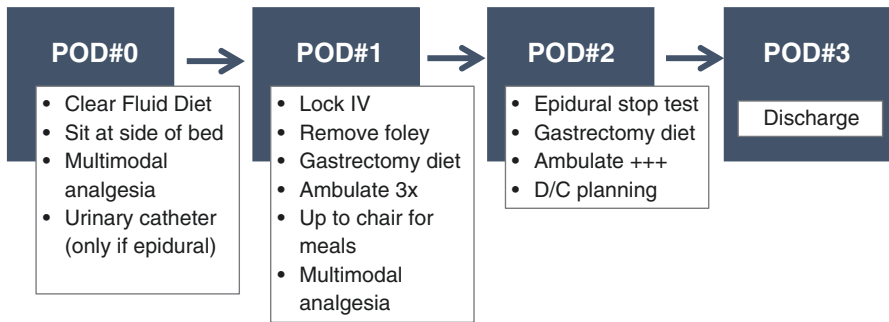 POD#0
• Clear Fluid Diet
• Sit at side of bed
• Multimodal
analgesia
• Urinary catheter
(only if epidural)
POD#1
• Lock IV
• Remove foley
• Gastrectomy diet
• Ambulate 3x
• Up to chair for
meals
• Multimodal
analgesia
POD#2
• Epidural stop test
• Gastrectomy diet
• Ambulate +++
• D/C planning
POD#3
Discharge